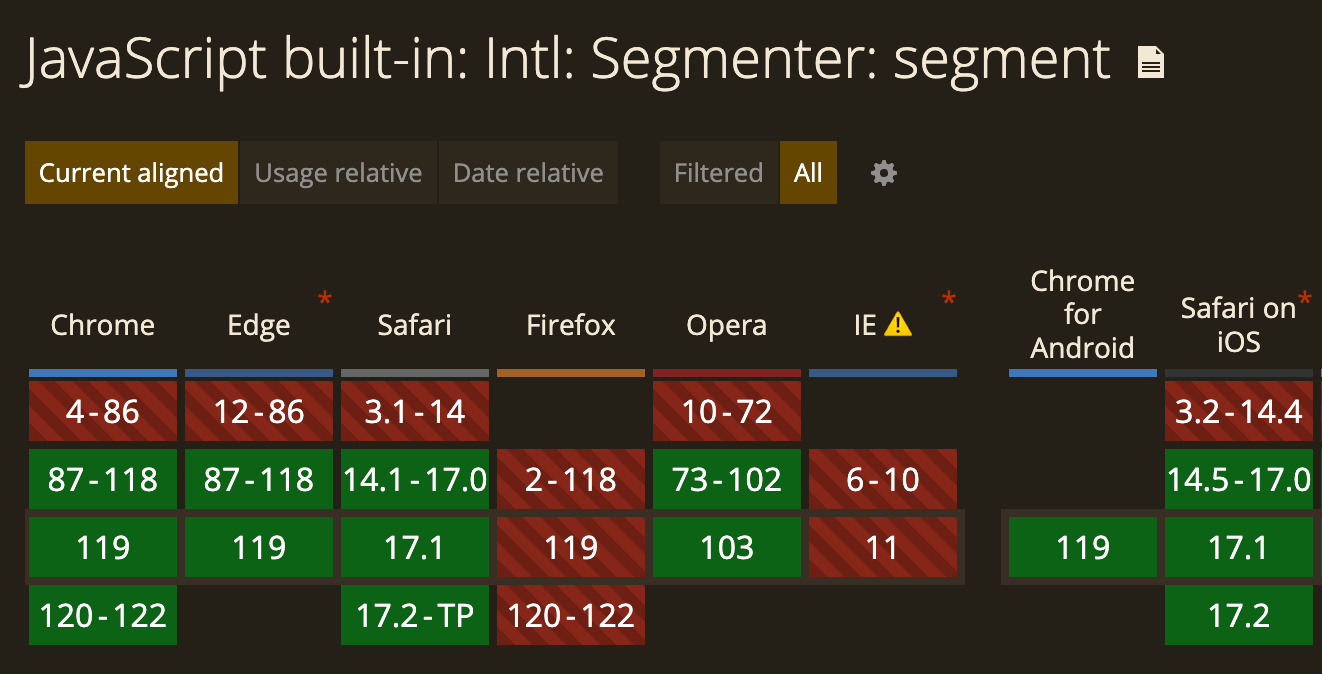 JavaScript built-in: Intl: Segmenter: segment
Current aligned Usage relative Date relative Filtered All
Chrome Edge * Safari Firefox Opera IE * Chrome for Android Safari on iOS *
4-86 12-86 3.1-14 10-72 3.2-14.4
87-118 87-118 14.1-17.0 2-118 73-102 6-10 14.5-17.0
119 119 17.1 119 103 11 119 17.1
120-122 17.2-TP 120-122 17.2